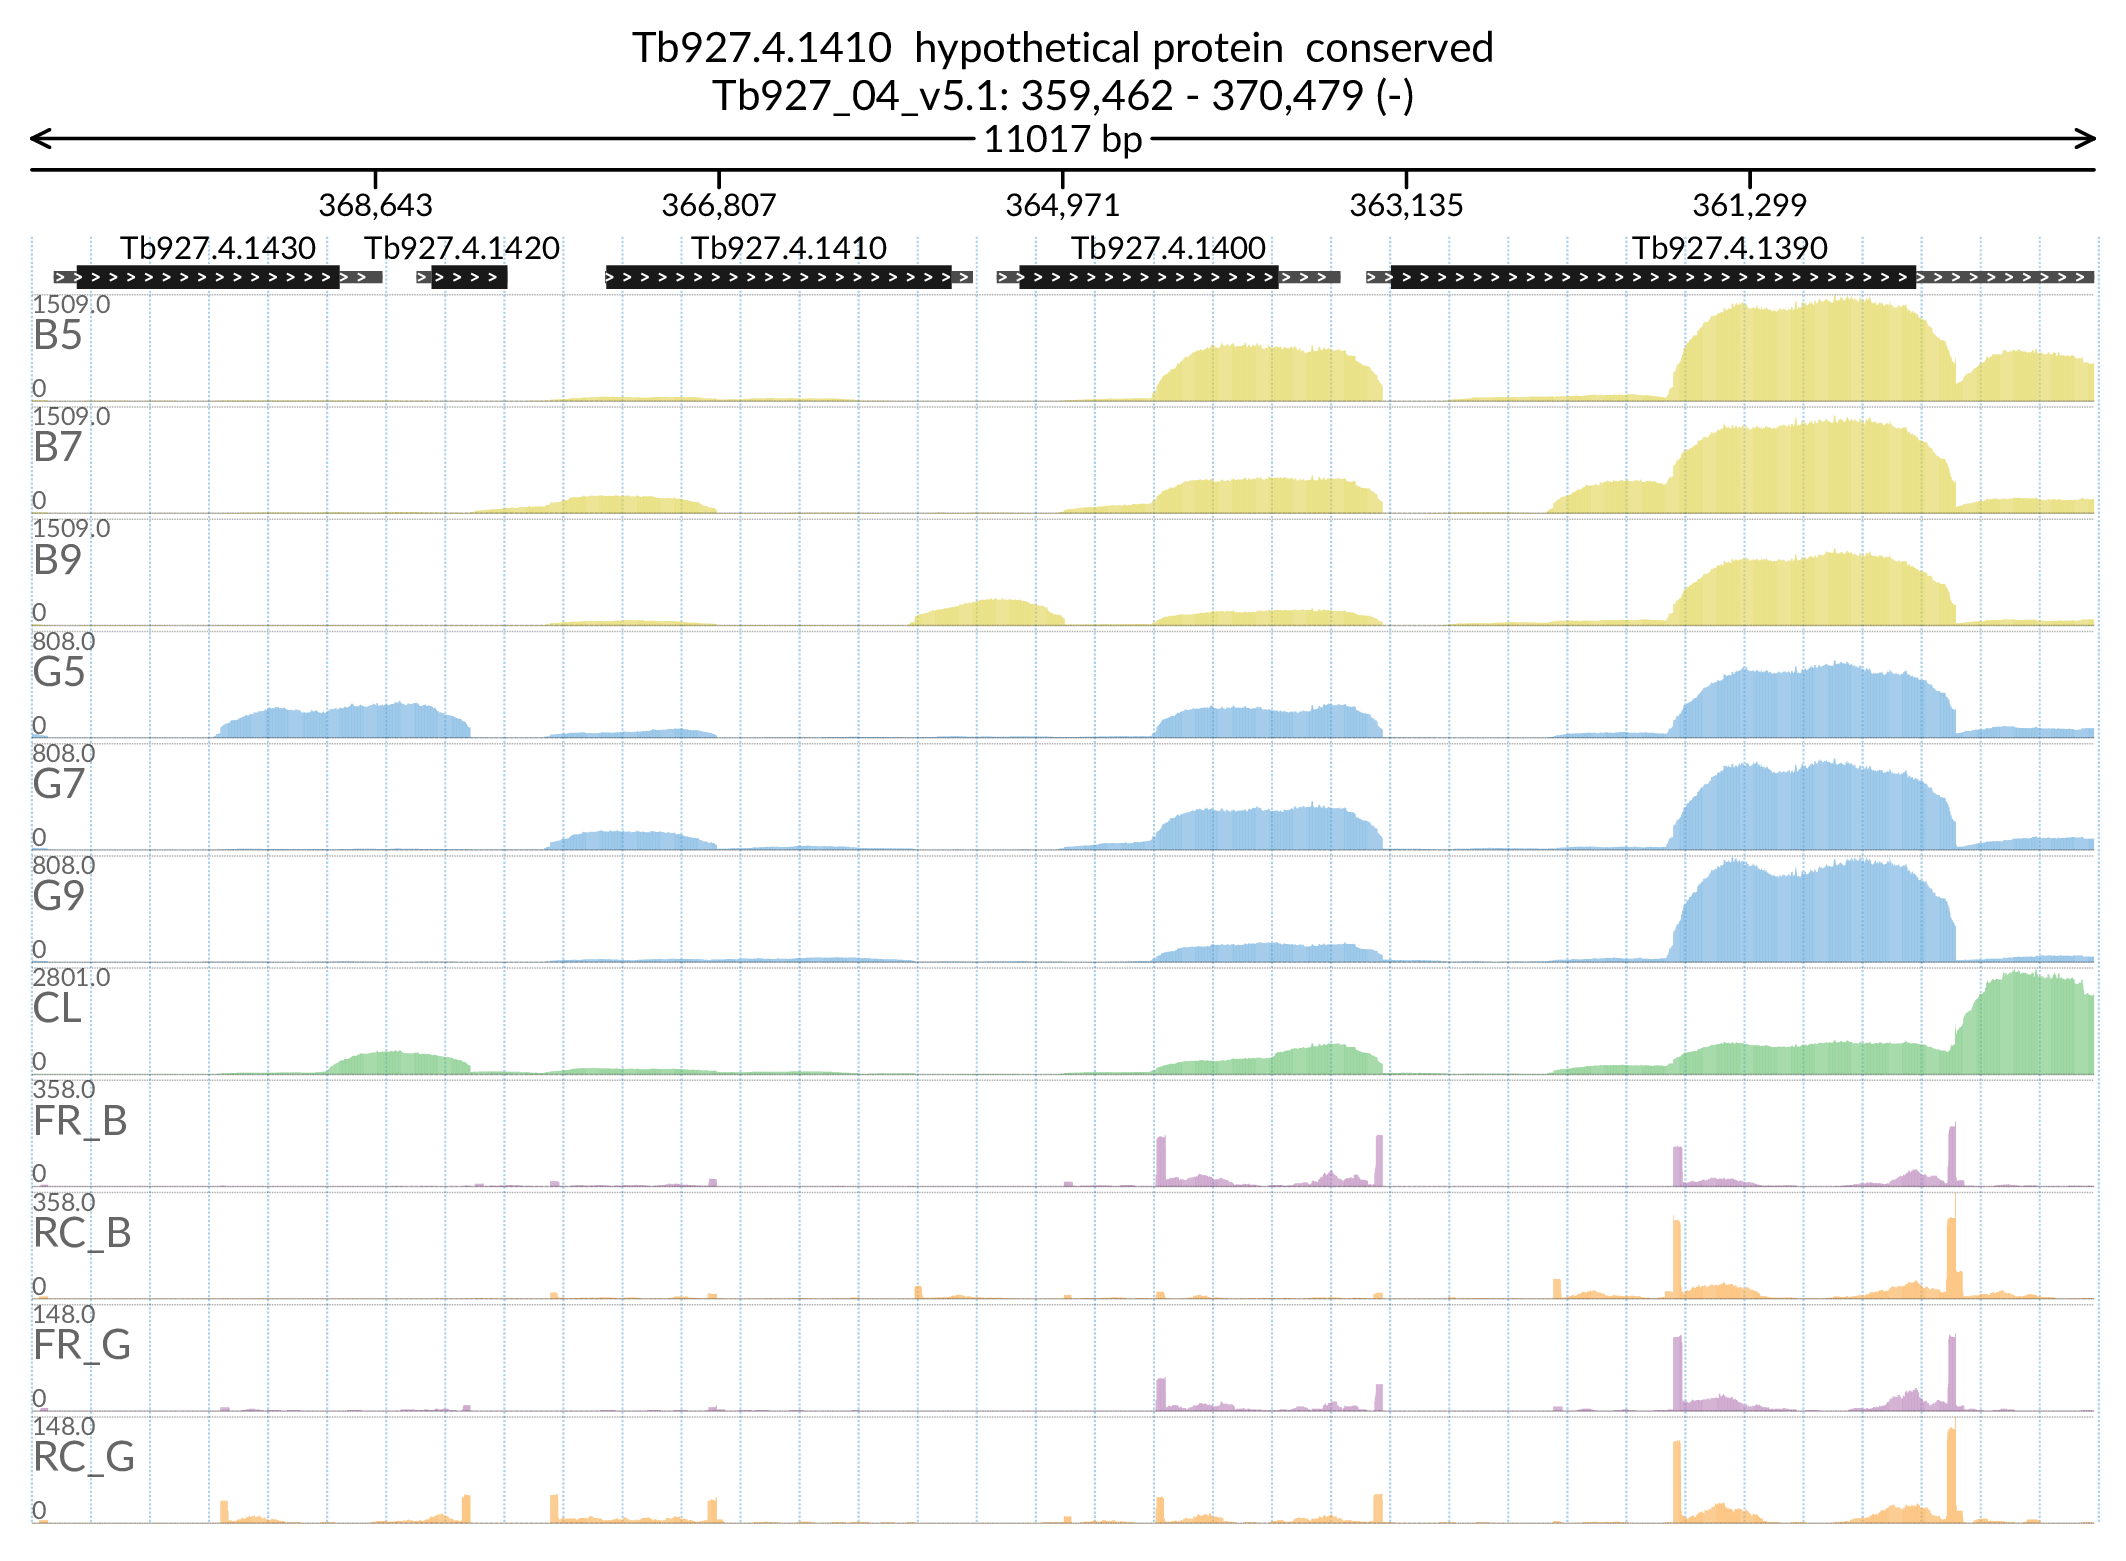 Tb927.4.1410  hypothetical protein  conserved
Tb927_04_v5.1: 359,462 - 370,479 (-)
11017 bp
368,643 366,807 364,971 363,135 361,299
Tb927.4.1430 Tb927.4.1420 Tb927.4.1410 Tb927.4.1400 Tb927.4.1390
1509.0
B5
0
1509.0
B7
0
1509.0
B9
0
808.0
G5
0
808.0
G7
0
808.0
G9
0
2801.0
CL
0
358.0
FR_B
0
358.0
RC_B
0
148.0
FR_G
0
148.0
RC_G
0